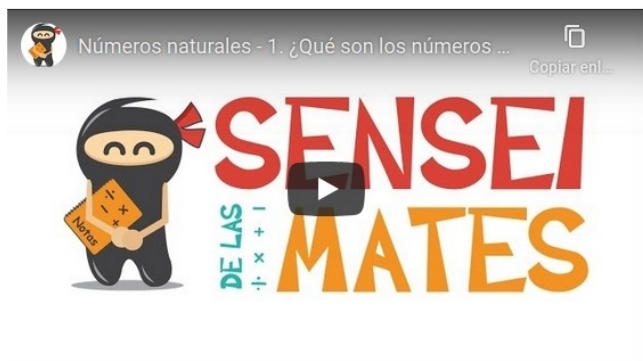 Números naturales - 1. ¿Qué son los números ...
Copiar enl...
SENSEI
DE LAS
÷ × + -
MATES
÷
× -
+
Notas